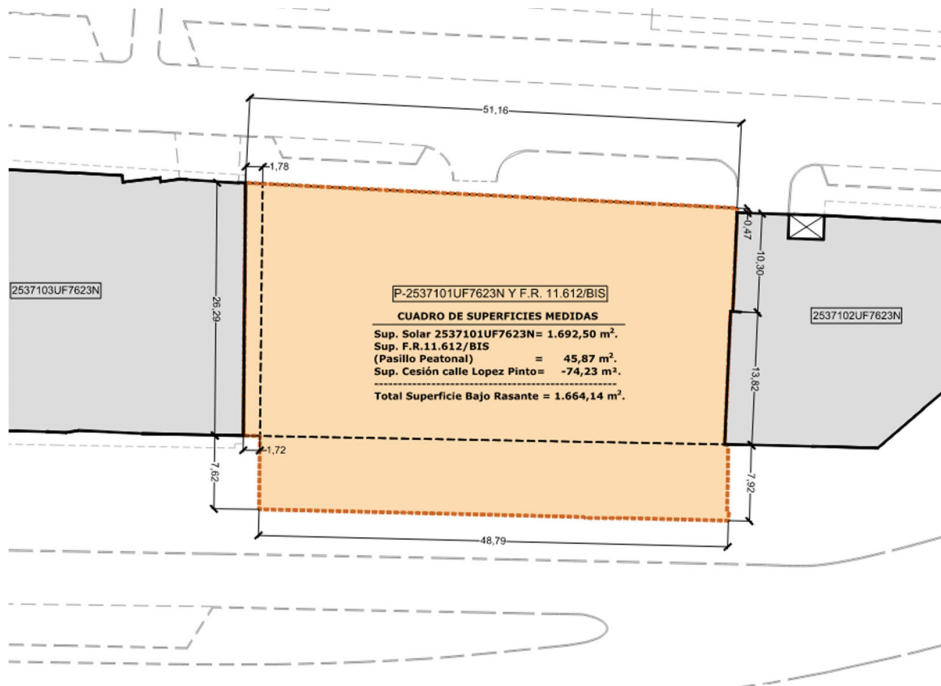 51,16
1,78
0,47
10,30
2537103UF7623N
26,29
P-2537101UF7623N Y F.R. 11.612/BIS
2537102UF7623N
CUADRO DE SUPERFICIES MEDIDAS
Sup. Solar 2537101UF7623N= 1.692,50 m².
Sup. F.R.11.612/BIS
(Pasillo Peatonal) = 45,87 m².
Sup. Cesión calle Lopez Pinto= -74,23 m².
Total Superficie Bajo Rasante = 1.664,14 m².
13,82
1,72
7,62
7,92
48,79